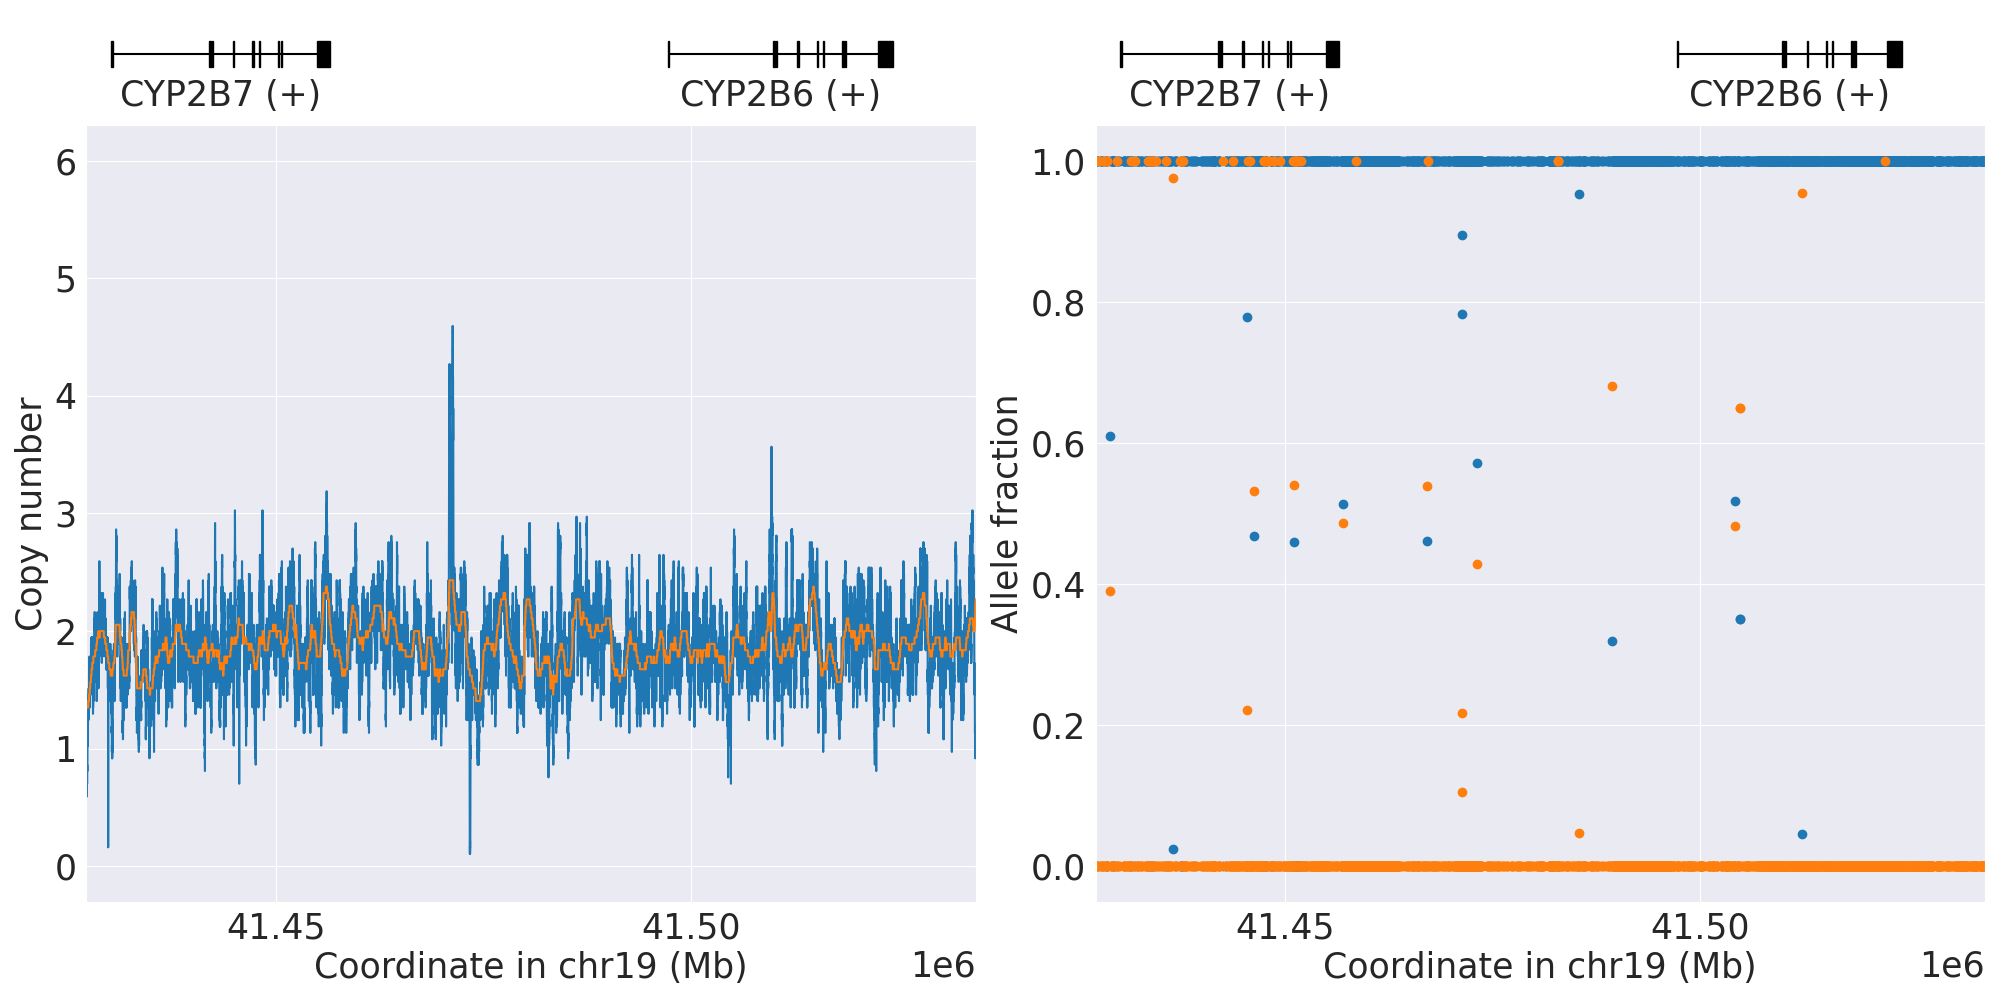 CYP2B7 (+) CYP2B6 (+)
6
5
4
3
2
1
0
Copy number
41.45 41.50
Coordinate in chr19 (Mb)
1e6
CYP2B7 (+) CYP2B6 (+)
1.0
0.8
0.6
0.4
0.2
0.0
Allele fraction
41.45 41.50
Coordinate in chr19 (Mb)
1e6